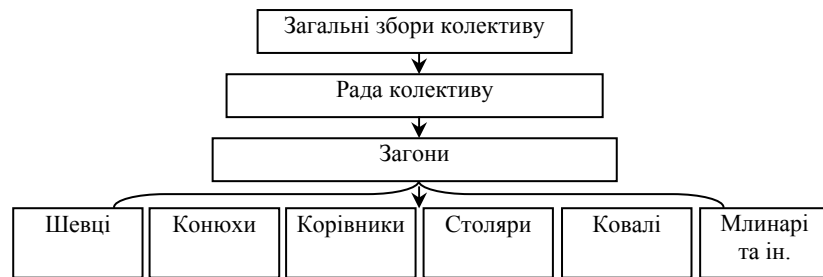 Загальні збори колективу
Рада колективу
Загони
Шевці
Конюхи
Корівники
Столяри
Ковалі
Млинарі
та ін.